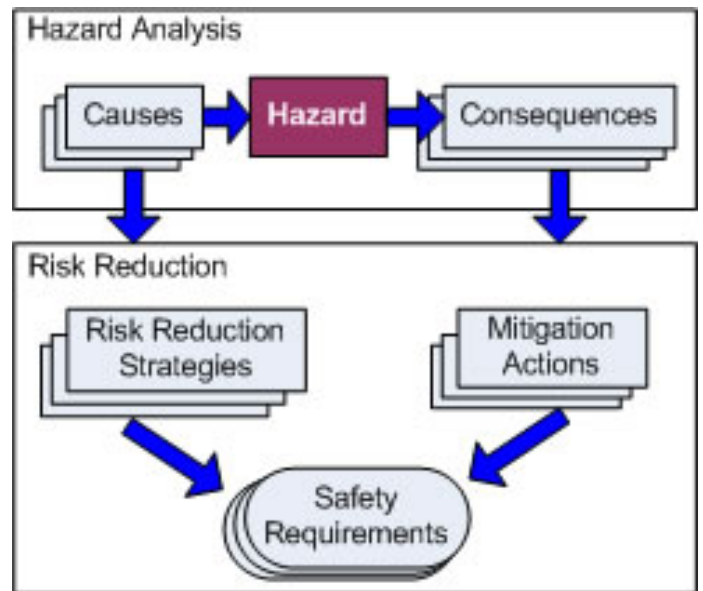 Hazard Analysis
Causes
Hazard
Consequences
Risk Reduction
Risk Reduction
Strategies
Mitigation
Actions
Safety
Requirements